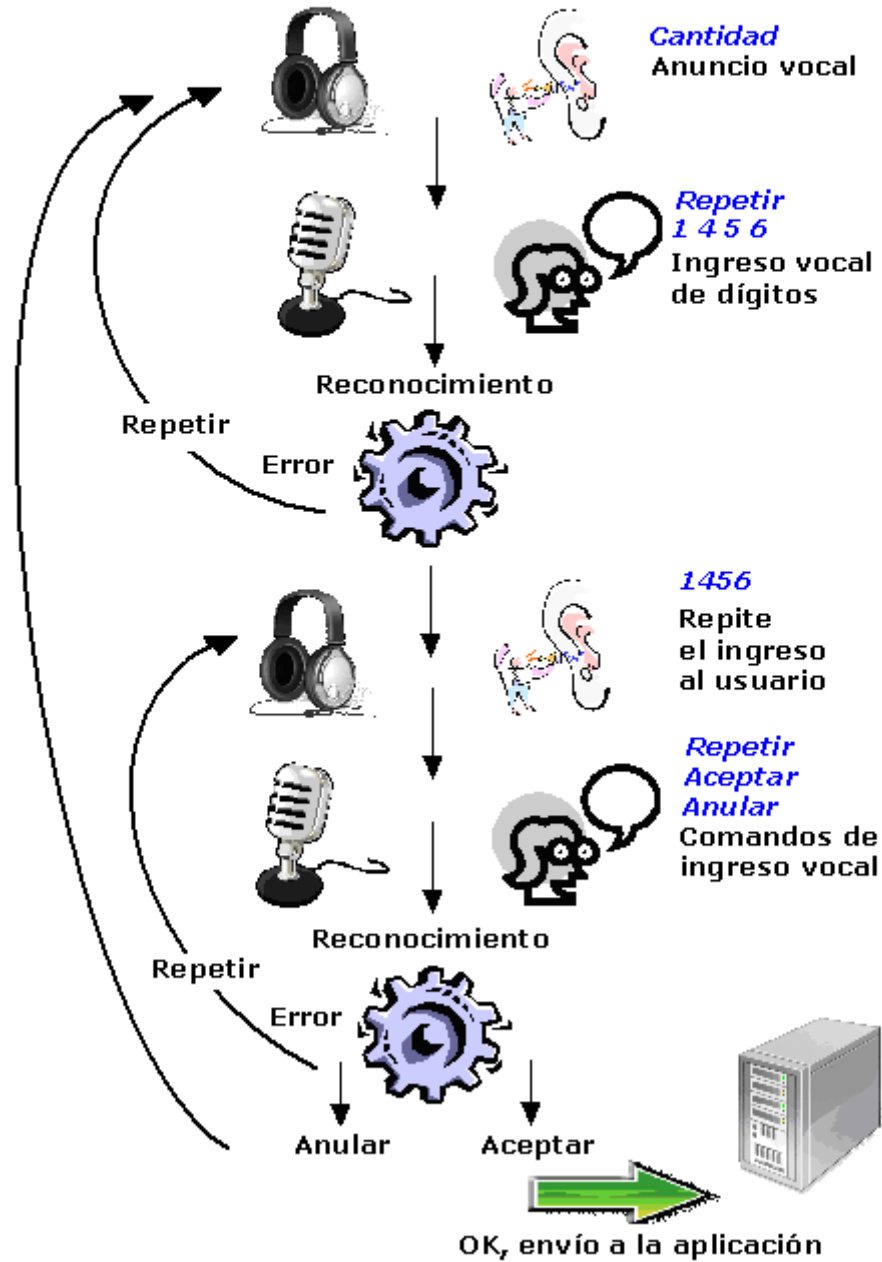 Cantidad
Anuncio vocal
Repetir
1 4 5 6
Ingreso vocal
de dígitos
Reconocimiento
Repetir
Error
1456
Repite
el ingreso
al usuario
Repetir
Aceptar
Anular
Comandos de
ingreso vocal
Reconocimiento
Repetir
Error
Anular
Aceptar
OK, envío a la aplicación